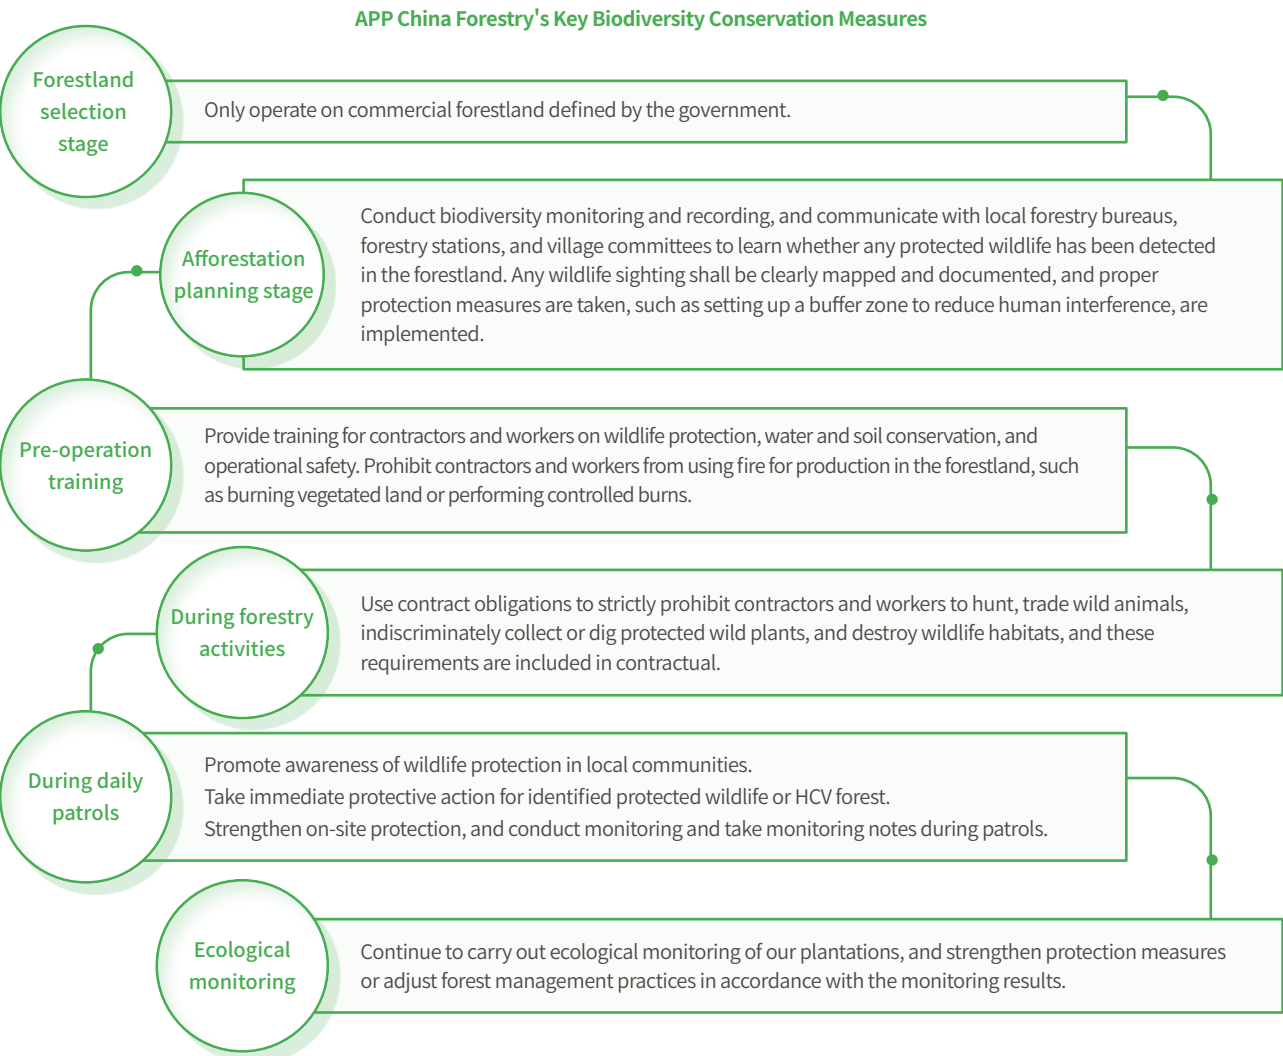 APP China Forestry's Key Biodiversity Conservation Measures
Forestland
selection
stage
Only operate on commercial forestland defined by the government.
Afforestation
planning stage
Conduct biodiversity monitoring and recording, and communicate with local forestry bureaus,
forestry stations, and village committees to learn whether any protected wildlife has been detected
in the forestland. Any wildlife sighting shall be clearly mapped and documented, and proper
protection measures are taken, such as setting up a buffer zone to reduce human interference, are
implemented.
Pre-operation
training
Provide training for contractors and workers on wildlife protection, water and soil conservation, and
operational safety. Prohibit contractors and workers from using fire for production in the forestland, such
as burning vegetated land or performing controlled burns.
During forestry
activities
Use contract obligations to strictly prohibit contractors and workers to hunt, trade wild animals,
indiscriminately collect or dig protected wild plants, and destroy wildlife habitats, and these
requirements are included in contractual.
During daily
patrols
Promote awareness of wildlife protection in local communities.
Take immediate protective action for identified protected wildlife or HCV forest.
Strengthen on-site protection, and conduct monitoring and take monitoring notes during patrols.
Ecological
monitoring
Continue to carry out ecological monitoring of our plantations, and strengthen protection measures
or adjust forest management practices in accordance with the monitoring results.